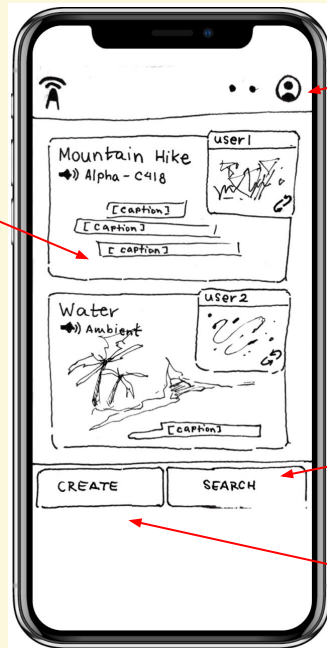 user1
Mountain Hike
Alpha - C418
[caption]
[caption]
[caption]
user2
Water
Ambient
[caption]
CREATE
SEARCH